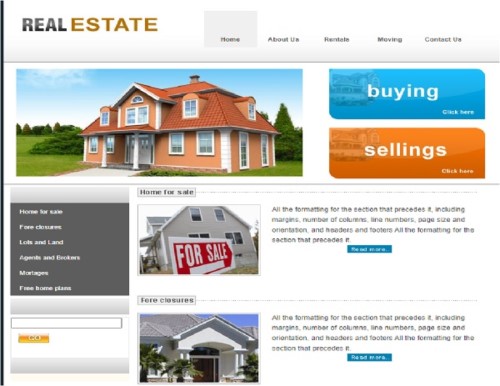 REAL ESTATE
Home About Us Rentale Moving Contact Us
buying
Click here
sellings
Click here
Home for sale
Fore closures
Lots and Land
Agents and Brokers
Mortages
Free home plans
Home for sale
FOR SALE
All the formatting for the section that precedes it, including
margins, number of columns, line numbers, page size and
orientation, and headers and footers All the formatting for the
section that precedes it.
Read more..
Fore closures
All the formatting for the section that precedes it, including
margins, number of columns, line numbers, page size and
orientation, and headers and footers All the formatting for the
section that precedes it.
Read more..